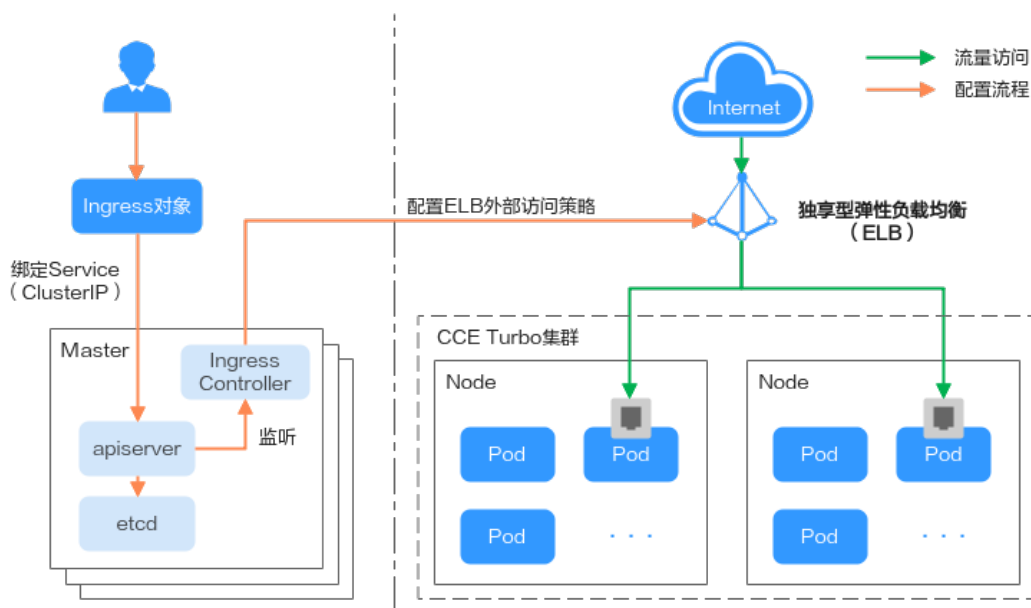 Internet
流量访问
配置流程
Ingress对象
配置ELB外部访问策略
独享型弹性负载均衡
（ELB）
绑定Service
（ClusterIP）
Master
Ingress
Controller
监听
apiserver
etcd
CCE Turbo集群
Node
Pod
Pod
Pod
· · ·
Node
Pod
Pod
Pod
· · ·